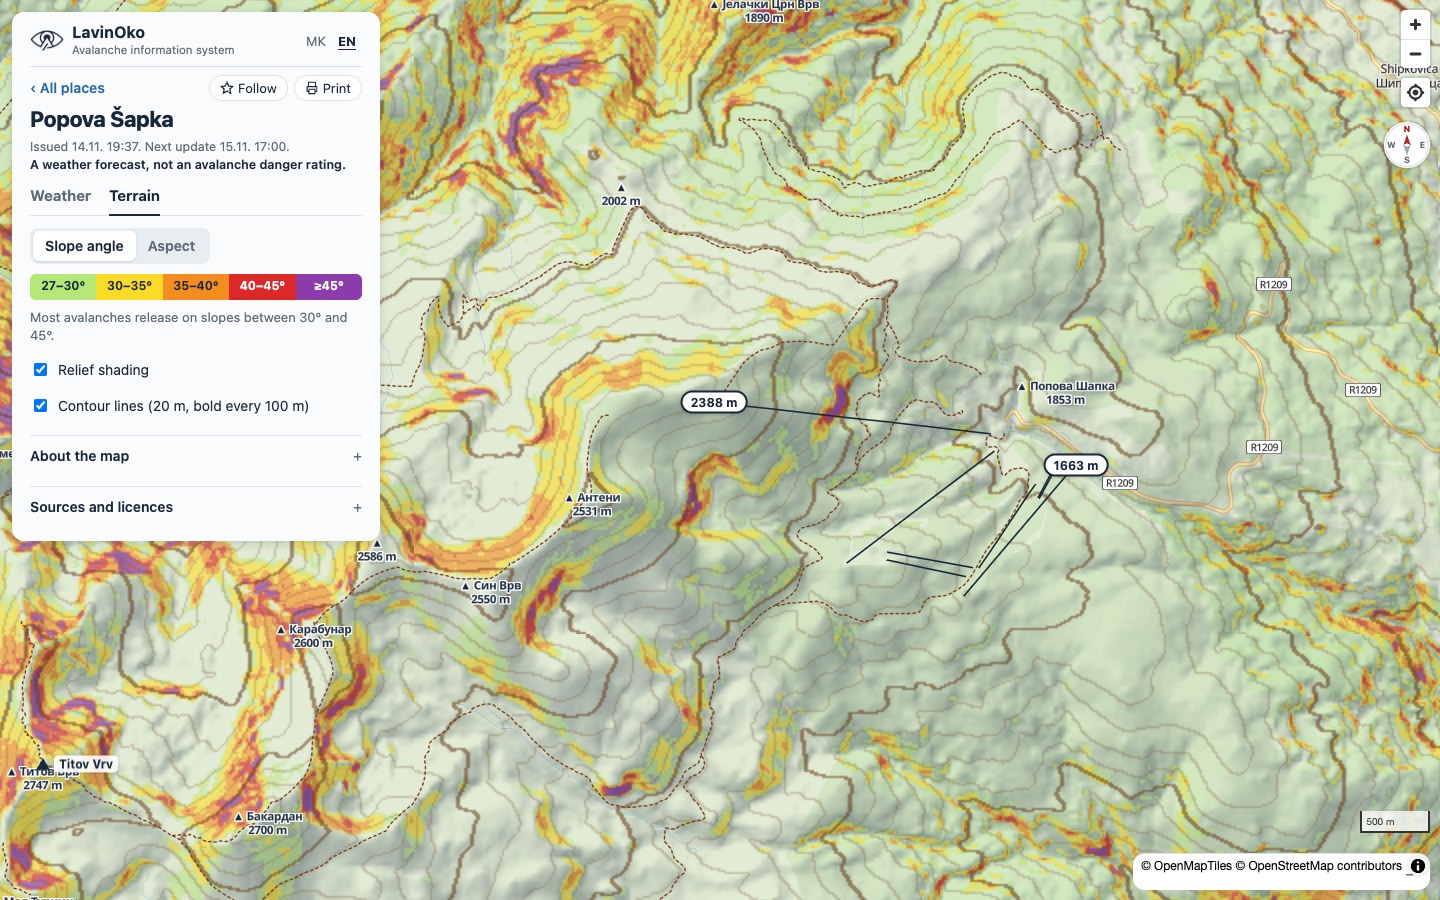 LavinOko
Avalanche information system
MK EN
‹ All places
Follow
Print
Popova Šapka
Issued 14.11. 19:37. Next update 15.11. 17:00.
A weather forecast, not an avalanche danger rating.
Weather Terrain
Slope angle Aspect
27–30° 30–35° 35–40° 40–45° ≥45°
Most avalanches release on slopes between 30° and
45°.
Relief shading
Contour lines (20 m, bold every 100 m)
About the map +
Sources and licences +
Јелачки Црн Врв
1890 m
2002 m
2388 m
Попова Шапка
1853 m
1663 m
Антени
2531 m
2586 m
Син Врв
2550 m
Карабунар
2600 m
Titov Vrv
2747 m
Бакардан
2700 m
Shipkovica
R1209
R1209
R1209
R1209
N
W E
S
500 m
© OpenMapTiles © OpenStreetMap contributors